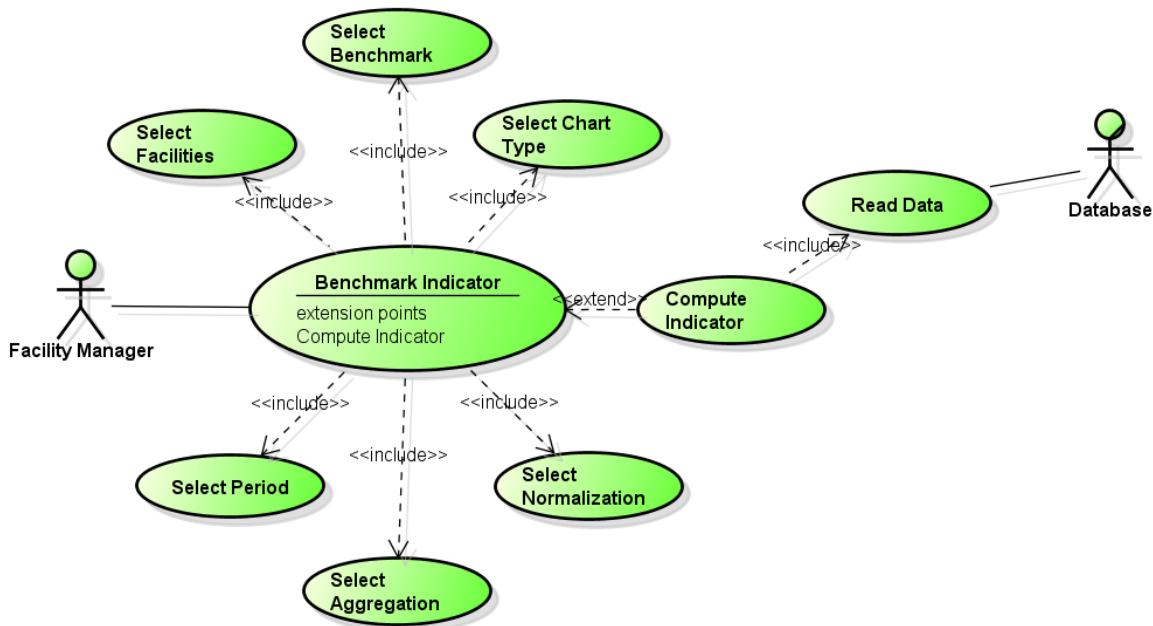 Select
Benchmark
Select
Facilities
<<include>>
Select Chart
Type
<<include>>
<<include>>
Read Data
Database
<<include>>
Benchmark Indicator
extension points
Compute Indicator
<<extend>>
Compute
Indicator
Facility Manager
<<include>>
<<include>>
<<include>>
Select Period
Select
Normalization
Select
Aggregation